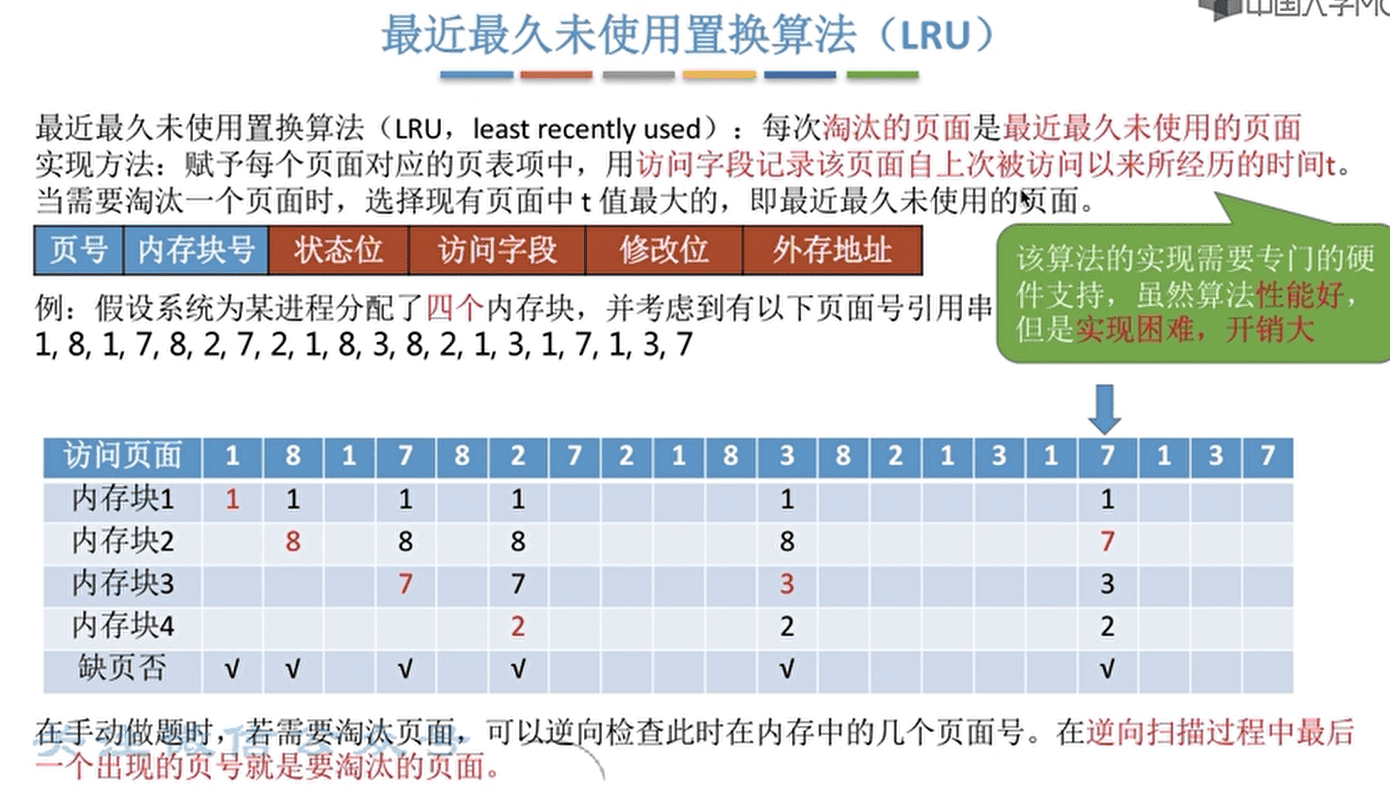 中国大学MO
最近最久未使用置换算法（LRU）
最近最久未使用置换算法（LRU，least recently used）：每次淘汰的页面是最近最久未使用的页面
实现方法：赋予每个页面对应的页表项中，用访问字段记录该页面自上次被访问以来所经历的时间t。
当需要淘汰一个页面时，选择现有页面中 t 值最大的，即最近最久未使用的页面。
页号 内存块号 状态位 访问字段 修改位 外存地址
该算法的实现需要专门的硬
件支持，虽然算法性能好，
但是实现困难，开销大
例：假设系统为某进程分配了四个内存块，并考虑到有以下页面号引用串
1, 8, 1, 7, 8, 2, 7, 2, 1, 8, 3, 8, 2, 1, 3, 1, 7, 1, 3, 7
访问页面 1 8 1 7 8 2 7 2 1 8 3 8 2 1 3 1 7 1 3 7
内存块1 1 1 1 1 1 1
内存块2 8 8 8 8 7
内存块3 7 7 3 3
内存块4 2 2 2
缺页否 √ √ √ √ √ √
在手动做题时，若需要淘汰页面，可以逆向检查此时在内存中的几个页面号。在逆向扫描过程中最后
一个出现的页号就是要淘汰的页面。